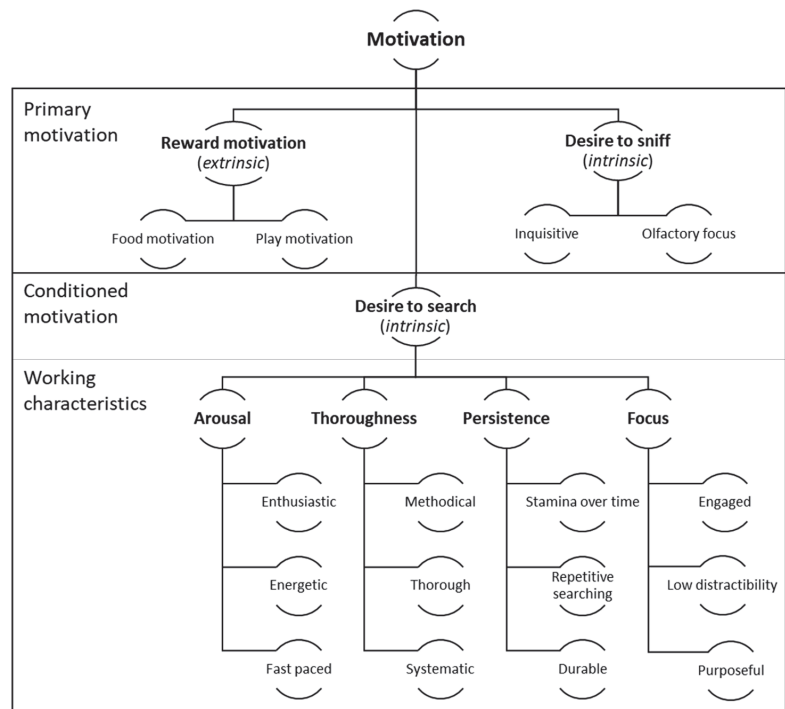 Motivation
Primary
motivation
Reward motivation
(extrinsic)
Desire to sniff
(intrinsic)
Food motivation
Play motivation
Inquisitive
Olfactory focus
Conditioned
motivation
Desire to search
(intrinsic)
Working
characteristics
Arousal
Thoroughness
Persistence
Focus
Enthusiastic
Methodical
Stamina over time
Engaged
Energetic
Thorough
Repetitive
searching
Low distractibility
Fast paced
Systematic
Durable
Purposeful